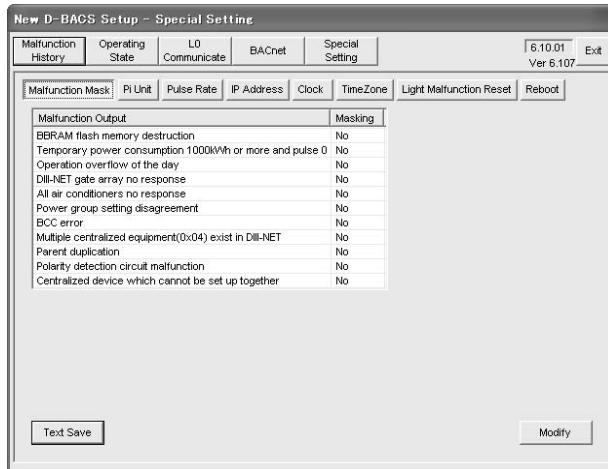 New D-BACS Setup - Special Setting
Malfunction History
Operating State
L0 Communicate
BACnet
Special Setting
6.10.01
Ver 6.107
Exit
Malfunction Mask
Pi Unit
Pulse Rate
IP Address
Clock
TimeZone
Light Malfunction Reset
Reboot
Malfunction Output Masking
BBRAM flash memory destruction No
Temporary power consumption 1000kWh or more and pulse 0 No
Operation overflow of the day No
DIII-NET gate array no response No
All air conditioners no response No
Power group setting disagreement No
BCC error No
Multiple centralized equipment(0x04) exist in DIII-NET No
Parent duplication No
Polarity detection circuit malfunction No
Centralized device which cannot be set up together No
Text Save
Modify